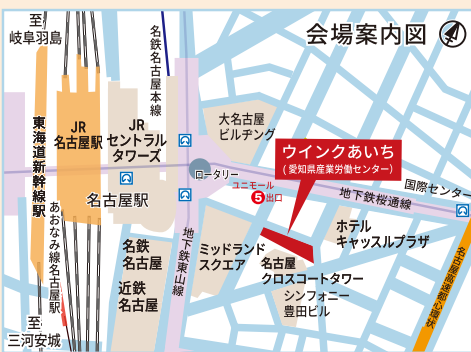 会場案内図
至
岐阜羽島
名鉄名古屋本線
東海道新幹線駅
JR
名古屋駅
JR
セントラル
タワーズ
大名古屋
ビルヂング
ウインクあいち
(愛知県産業労働センター)
ロータリー
ユニモール
5出口
国際センター
地下鉄桜通線
名古屋駅
あおなみ線名古屋駅
名鉄
名古屋
近鉄
名古屋
地下鉄東山線
ミッドランド
スクエア
名古屋
クロスコートタワー
シンフォニー
豊田ビル
ホテル
キャッスルプラザ
名古屋高速都心環状
至
三河安城